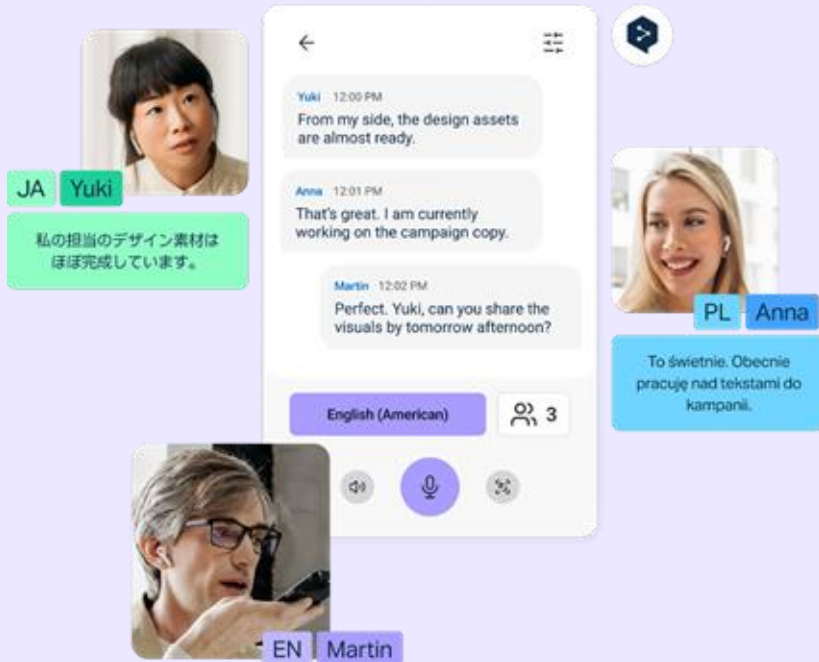 Yuki 12:00 PM
From my side, the design assets
are almost ready.
JA Yuki
私の担当のデザイン素材は
ほぼ完成しています。
Anna 12:01 PM
That's great. I am currently
working on the campaign copy.
Martin 12:02 PM
Perfect. Yuki, can you share the
visuals by tomorrow afternoon?
PL Anna
To świetnie. Obecnie
pracuję nad tekstami do
kampanii.
English (American)
3
EN Martin